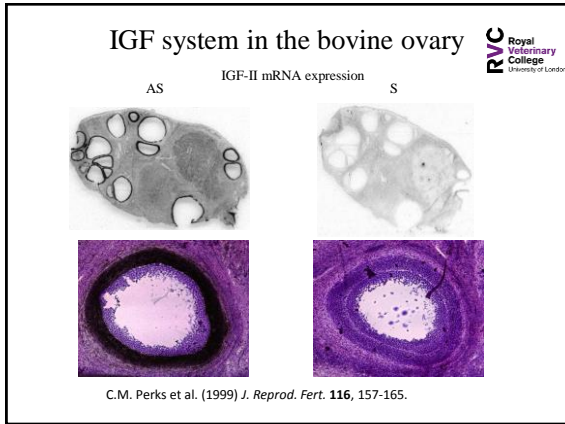 IGF system in the bovine ovary
RVC
Royal
Veterinary
College
University of London
IGF-II mRNA expression
AS
S
C.M. Perks et al. (1999) J. Reprod. Fert. 116, 157-165.